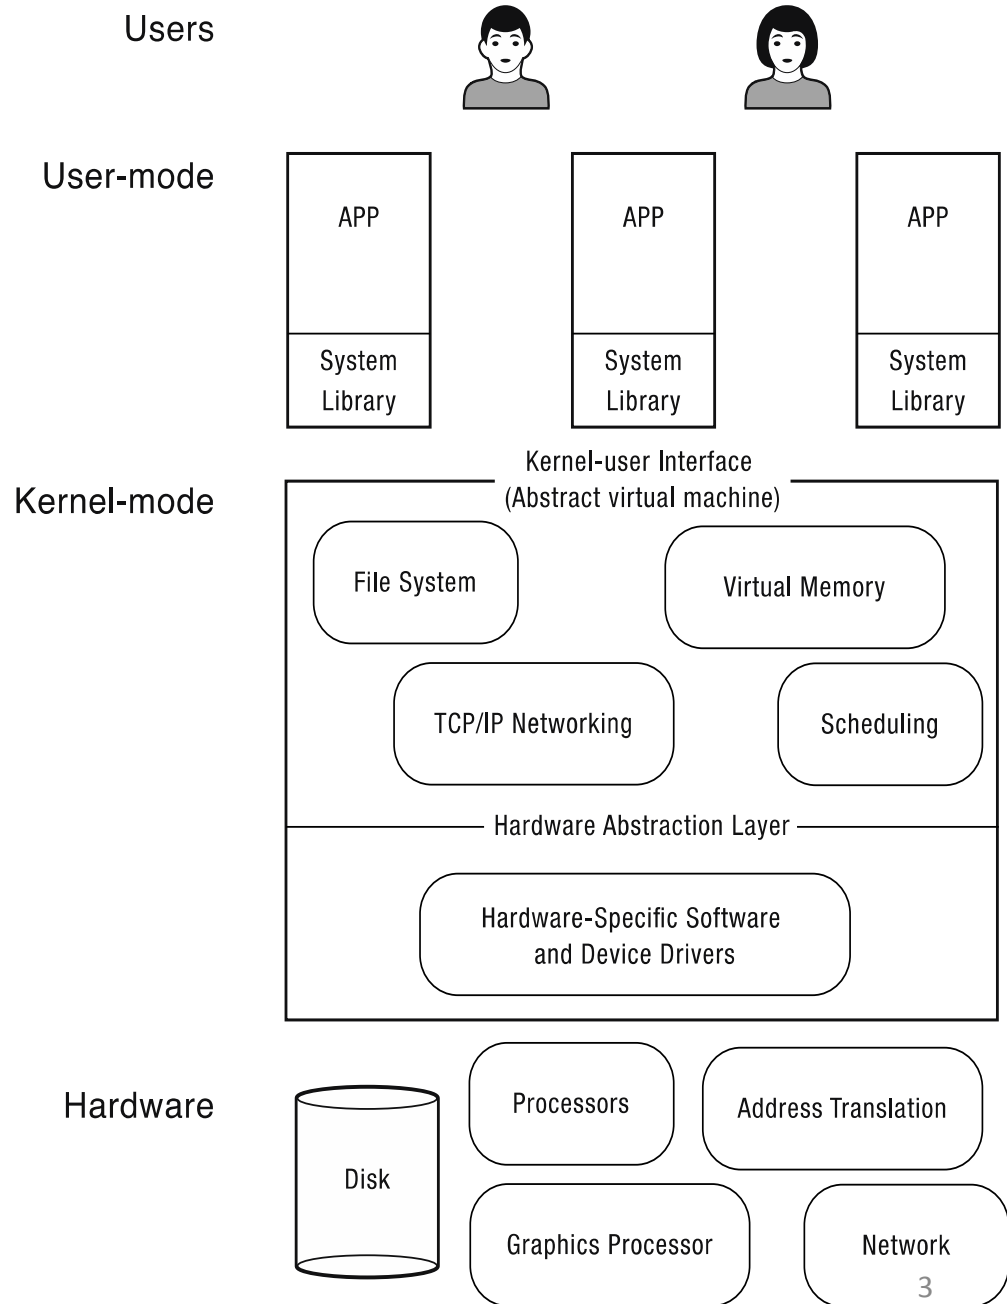 Users
User-mode
APP
APP
APP
System
Library
System
Library
System
Library
Kernel-mode
Kernel-user Interface
(Abstract virtual machine)
File System
Virtual Memory
TCP/IP Networking
Scheduling
Hardware Abstraction Layer
Hardware-Specific Software
and Device Drivers
Hardware
Disk
Processors
Address Translation
Graphics Processor
Network
3